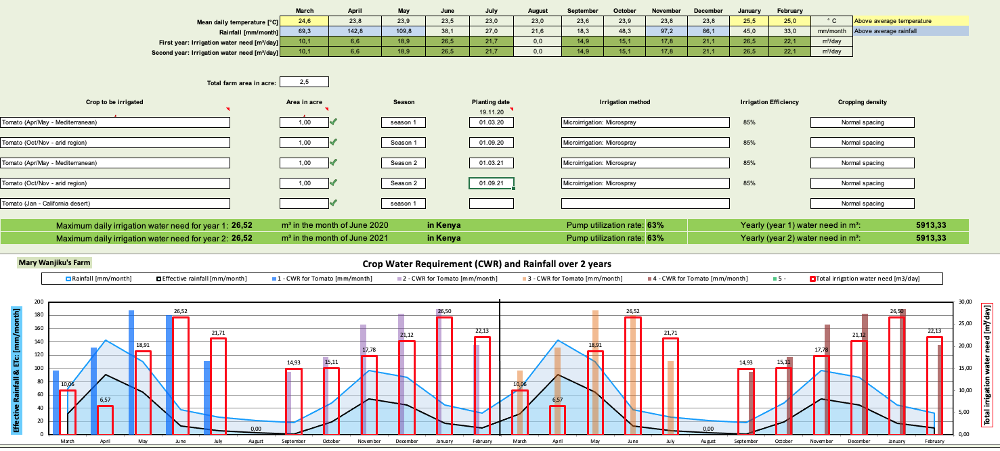 March April May June July August September October November December January February
Mean daily temperature [°C] 24,6 23,8 23,9 23,5 23,0 23,0 23,6 23,9 23,8 23,8 25,5 25,0 ° C Above average temperature
Rainfall [mm/month] 69,3 142,8 109,8 38,1 27,0 21,6 18,3 48,3 97,2 86,1 45,0 33,0 mm/month Above average rainfall
First year: Irrigation water need [m³/day] 10,1 6,6 18,9 26,5 21,7 0,0 14,9 15,1 17,8 21,1 26,5 22,1 m³/day
Second year: Irrigation water need [m³/day] 10,1 6,6 18,9 26,5 21,7 0,0 14,9 15,1 17,8 21,1 26,5 22,1 m³/day
Total farm area in acre: 2,5
Crop to be irrigated Area in acre Season Planting date Irrigation method Irrigation Efficiency Cropping density
19.11.20
Tomato (Apr/May - Mediterranean) 1,00 season 1 01.03.20 Microirrigation: Microspray 85% Normal spacing
Tomato (Oct/Nov - arid region) 1,00 Season 1 01.09.20 Microirrigation: Microspray 85% Normal spacing
Tomato (Apr/May - Mediterranean) 1,00 Season 2 01.03.21 Microirrigation: Microspray 85% Normal spacing
Tomato (Oct/Nov - arid region) 1,00 Season 2 01.09.21 Microirrigation: Microspray 85% Normal spacing
Tomato (Jan - California desert) season 1 Normal spacing
Maximum daily irrigation water need for year 1: 26,52 m³ in the month of June 2020 in Kenya Pump utilization rate: 63% Yearly (year 1) water need in m³: 5913,33
Maximum daily irrigation water need for year 2: 26,52 m³ in the month of June 2021 in Kenya Pump utilization rate: 63% Yearly (year 2) water need in m³: 5913,33
Mary Wanjiku's Farm
Crop Water Requirement (CWR) and Rainfall over 2 years
Rainfall [mm/month] Effective rainfall [mm/month] 1 - CWR for Tomato [mm/month] 2 - CWR for Tomato [mm/month] 3 - CWR for Tomato [mm/month] 4 - CWR for Tomato [mm/month] 5 - Total irrigation water need [m3/day]
Effective Rainfall & ETc: [mm/month]
200
180
160
140
120
100
80
60
40
20
0
10,06 6,57 18,91 26,52 21,71 0,00 14,93 15,11 17,78 21,12 26,50 22,13 10,06 6,57 18,91 26,52 21,71 0,00 14,93 15,11 17,78 21,12 26,50 22,13
30,00
25,00
20,00
15,00
10,00
5,00
0,00
Total irrigation water need [m³/day]
March April May June July August September October November December January February March April May June July August September October November December January February